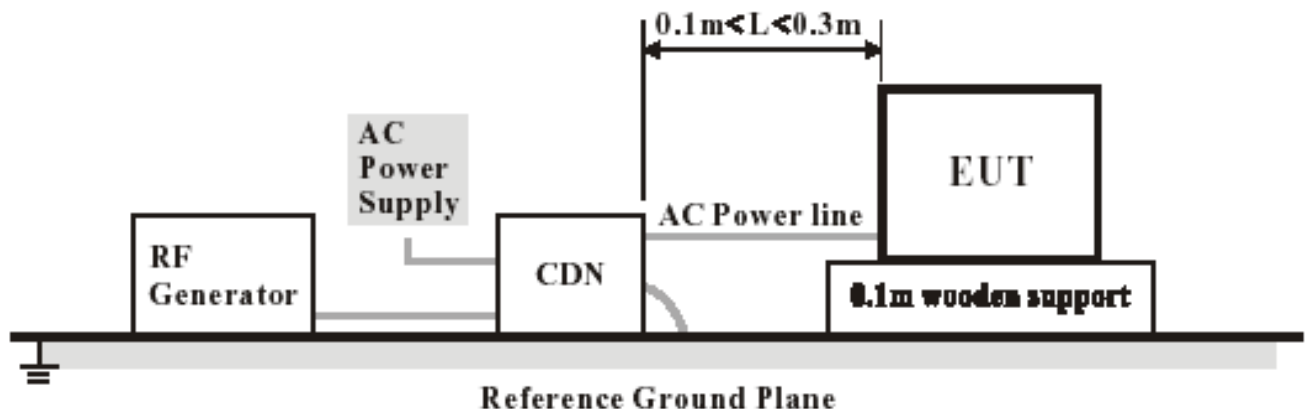 0.1m<L<0.3m
AC
Power
Supply
EUT
AC Power line
RF
Generator
CDN
0.1m wooden support
Reference Ground Plane